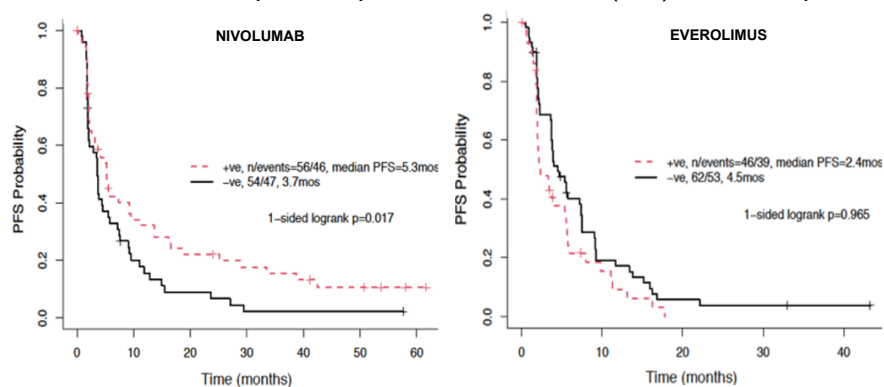 NIVOLUMAB
PFS Probability
1.0
0.8
0.6
0.4
0.2
0.0
+ve, n/events=56/46, median PFS=5.3mos
−ve, 54/47, 3.7mos
1−sided logrank p=0.017
0 10 20 30 40 50 60
Time (months)
EVEROLIMUS
PFS Probability
1.0
0.8
0.6
0.4
0.2
0.0
+ve, n/events=46/39, median PFS=2.4mos
−ve, 62/53, 4.5mos
1−sided logrank p=0.965
0 10 20 30 40
Time (months)